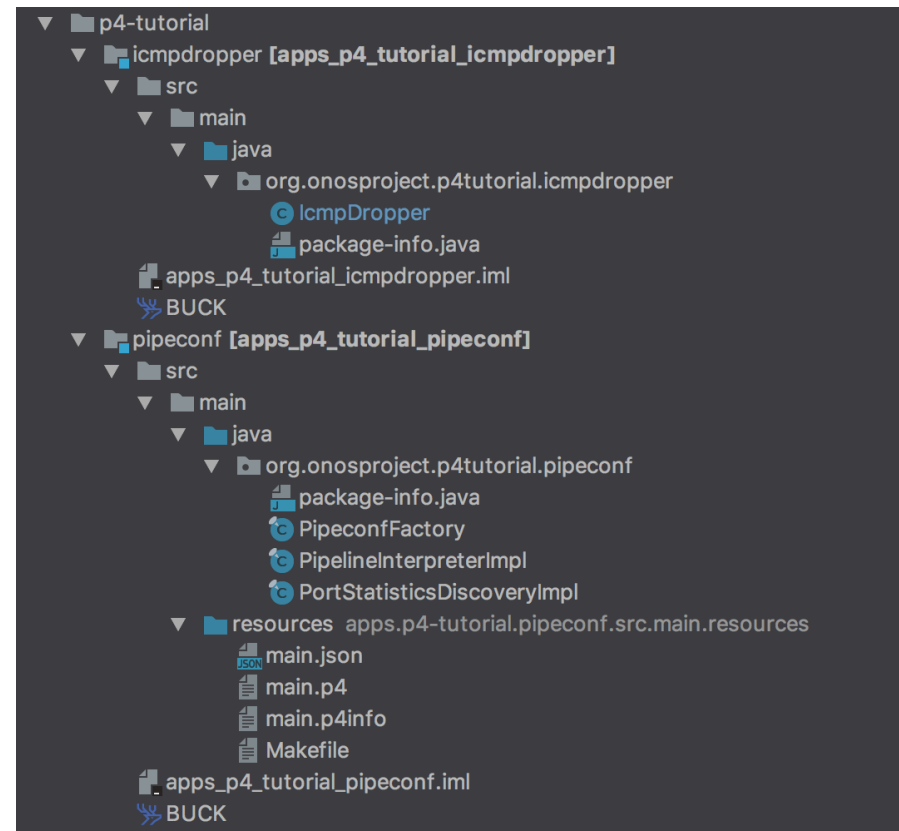 p4-tutorial
icmpdropper [apps_p4_tutorial_icmpdropper]
src
main
java
org.onosproject.p4tutorial.icmpdropper
IcmpDropper
package-info.java
apps_p4_tutorial_icmpdropper.iml
BUCK
pipeconf [apps_p4_tutorial_pipeconf]
src
main
java
org.onosproject.p4tutorial.pipeconf
package-info.java
PipeconfFactory
PipelineInterpreterImpl
PortStatisticsDiscoveryImpl
resources apps.p4-tutorial.pipeconf.src.main.resources
main.json
main.p4
main.p4info
Makefile
apps_p4_tutorial_pipeconf.iml
BUCK